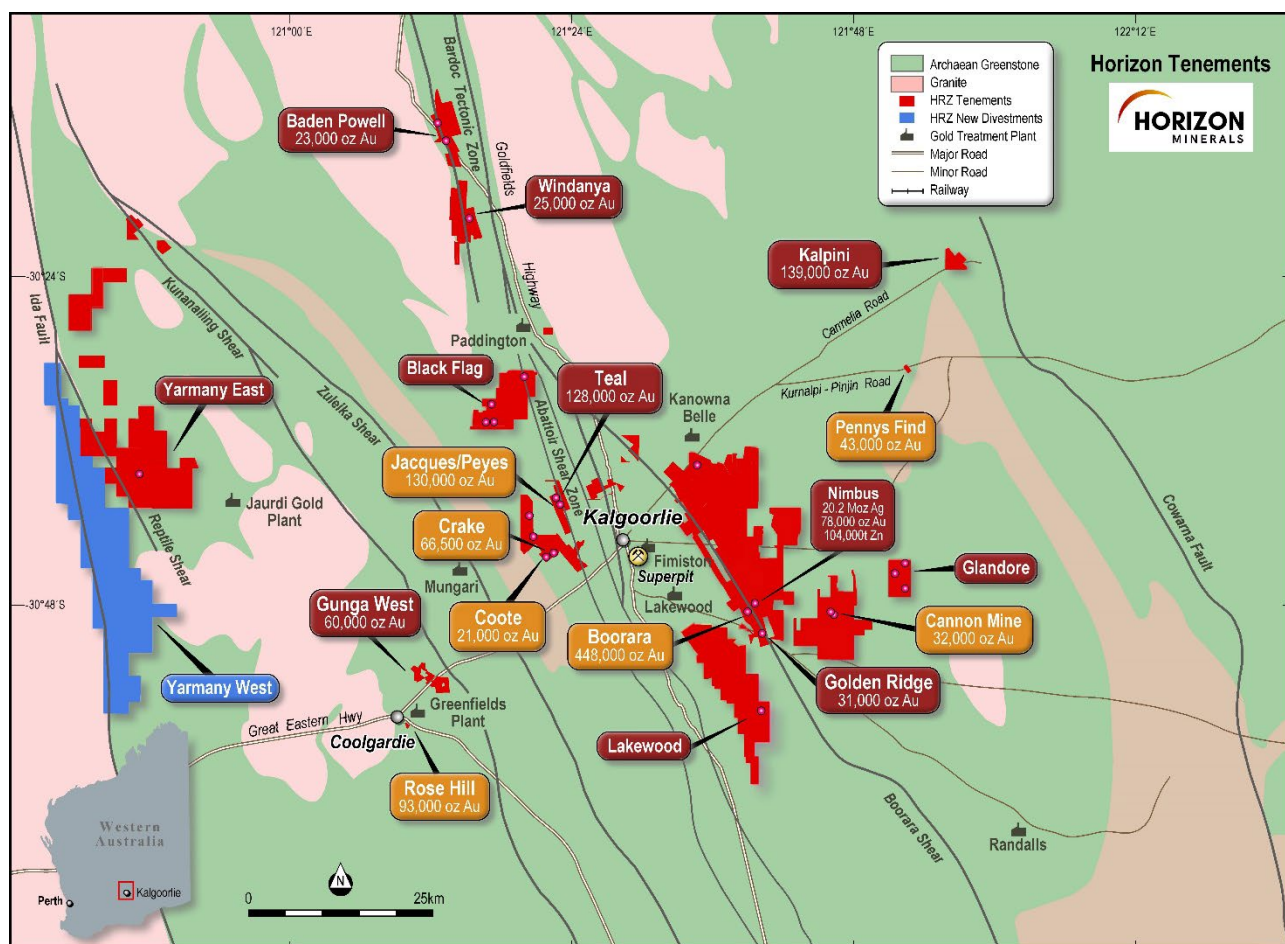 121°00´E
121°24´E
121°48´E
122°12´E
Horizon Tenements
HORIZON
MINERALS
Archaean Greenstone
Granite
HRZ Tenements
HRZ New Divestments
Gold Treatment Plant
Major Road
Minor Road
Railway
Baden Powell
23,000 oz Au
Bardoc Tectonic Zone
Goldfields
Highway
Windanya
25,000 oz Au
Kalpini
139,000 oz Au
Carmelia Road
-30°24´S
Ida Fault
Kunanalling Shear
Zuleika Shear
Paddington
Black Flag
Teal
128,000 oz Au
Kanowna
Belle
Kurnalpi - Pinjin Road
Pennys Find
43,000 oz Au
Yarmany East
Abattoir Shear Zone
Jacques/Peyes
130,000 oz Au
Jaurdi Gold
Plant
Reptile Shear
Crake
66,500 oz Au
Kalgoorlie
Fimiston
Superpit
Nimbus
20.2 Moz Ag
78,000 oz Au
104,000t Zn
Glandore
Cowarna Fault
Mungari
Lakewood
-30°48´S
Gunga West
60,000 oz Au
Coote
21,000 oz Au
Boorara
448,000 oz Au
Cannon Mine
32,000 oz Au
Golden Ridge
31,000 oz Au
Yarmany West
Greenfields
Plant
Great Eastern Hwy
Coolgardie
Lakewood
Rose Hill
93,000 oz Au
Boorara Shear
Randalls
Western
Australia
Perth
Kalgoorlie
N
0
25km